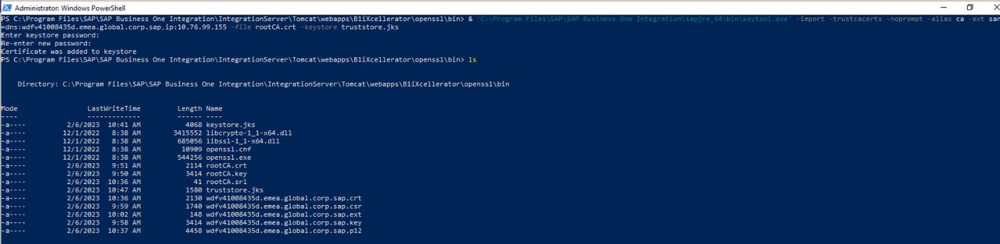 Administrator: Windows PowerShell
PS C:\Program Files\SAP\SAP Business One Integration\IntegrationServer\Tomcat\webapps\B1iXcellerator\openssl\bin> & 'C:\Program Files\SAP\SAP Business One Integration\sapjre_64\bin\keytool.exe' -import -trustcacerts -noprompt -alias ca -ext san
=dns:wdfv41008435d.emea.global.corp.sap,ip:10.76.99.155 -file rootCA.crt -keystore truststore.jks
Enter keystore password:
Re-enter new password:
Certificate was added to keystore
PS C:\Program Files\SAP\SAP Business One Integration\IntegrationServer\Tomcat\webapps\B1iXcellerator\openssl\bin> ls
Directory: C:\Program Files\SAP\SAP Business One Integration\IntegrationServer\Tomcat\webapps\B1iXcellerator\openssl\bin
Mode LastWriteTime Length Name
---- ------------- ------ ----
-a---- 2/6/2023 10:41 AM 4068 keystore.jks
-a---- 12/1/2022 8:38 AM 3415552 libcrypto-1_1-x64.dll
-a---- 12/1/2022 8:38 AM 685056 libssl-1_1-x64.dll
-a---- 12/1/2022 8:38 AM 10909 openssl.cnf
-a---- 12/1/2022 8:38 AM 544256 openssl.exe
-a---- 2/6/2023 9:51 AM 2114 rootCA.crt
-a---- 2/6/2023 9:50 AM 3414 rootCA.key
-a---- 2/6/2023 10:36 AM 41 rootCA.srl
-a---- 2/6/2023 10:47 AM 1580 truststore.jks
-a---- 2/6/2023 10:36 AM 2130 wdfv41008435d.emea.global.corp.sap.crt
-a---- 2/6/2023 9:59 AM 1740 wdfv41008435d.emea.global.corp.sap.csr
-a---- 2/6/2023 10:02 AM 148 wdfv41008435d.emea.global.corp.sap.ext
-a---- 2/6/2023 9:58 AM 3414 wdfv41008435d.emea.global.corp.sap.key
-a---- 2/6/2023 10:37 AM 4458 wdfv41008435d.emea.global.corp.sap.p12